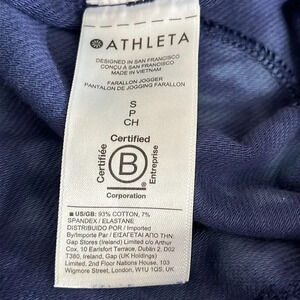 ATHLETA
DESIGNED IN SAN FRANCISCO
CONÇU À SAN FRANCISCO
MADE IN VIETNAM
FARALLON JOGGER
PANTALON DE JOGGING FARALLON
S
P
CH
Certified
Certifiée
B
Entreprise
Corporation
US/GB: 93% COTTON, 7%
SPANDEX / ELASTANE
DISTRIBUIDO POR / Imported
By/Importe Par / ΕΙΣΑΓΕΤΑΙ ΑΠΟ ΤΗ
Gap Stores (Ireland) Limited c/o Arthur
Cox, 10 Earlsfort Terrace, Dublin 2, D02
T380, Ireland, Gap (UK Holdings)
Limited, 2nd Floor Nations House, 103
Wigmore Street, London, W1U 1QS, UK